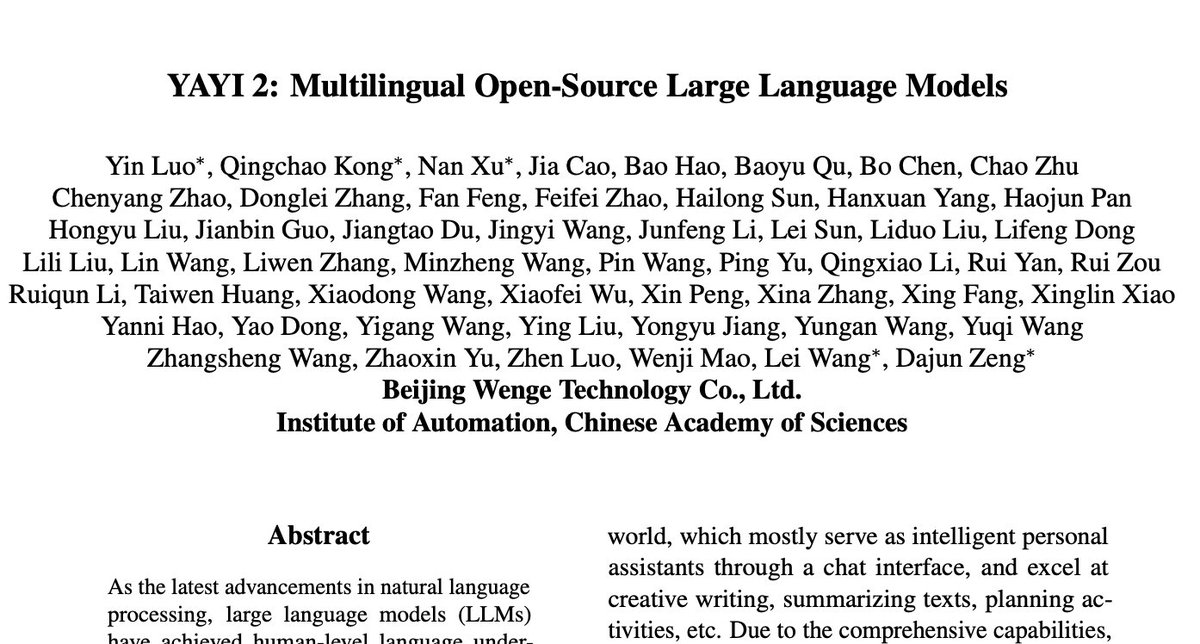 YAYI 2: Multilingual Open-Source Large Language Models
Yin Luo*, Qingchao Kong*, Nan Xu*, Jia Cao, Bao Hao, Baoyu Qu, Bo Chen, Chao Zhu
Chenyang Zhao, Donglei Zhang, Fan Feng, Feifei Zhao, Hailong Sun, Hanxuan Yang, Haojun Pan
Hongyu Liu, Jianbin Guo, Jiangtao Du, Jingyi Wang, Junfeng Li, Lei Sun, Liduo Liu, Lifeng Dong
Lili Liu, Lin Wang, Liwen Zhang, Minzheng Wang, Pin Wang, Ping Yu, Qingxiao Li, Rui Yan, Rui Zou
Ruiqun Li, Taiwen Huang, Xiaodong Wang, Xiaofei Wu, Xin Peng, Xina Zhang, Xing Fang, Xinglin Xiao
Yanni Hao, Yao Dong, Yigang Wang, Ying Liu, Yongyu Jiang, Yungan Wang, Yuqi Wang
Zhangsheng Wang, Zhaoxin Yu, Zhen Luo, Wenji Mao, Lei Wang*, Dajun Zeng*
Beijing Wenge Technology Co., Ltd.
Institute of Automation, Chinese Academy of Sciences
Abstract
As the latest advancements in natural language
processing, large language models (LLMs)
have achieved human-level language under-
world, which mostly serve as intelligent personal
assistants through a chat interface, and excel at
creative writing, summarizing texts, planning ac-
tivities, etc. Due to the comprehensive capabilities,